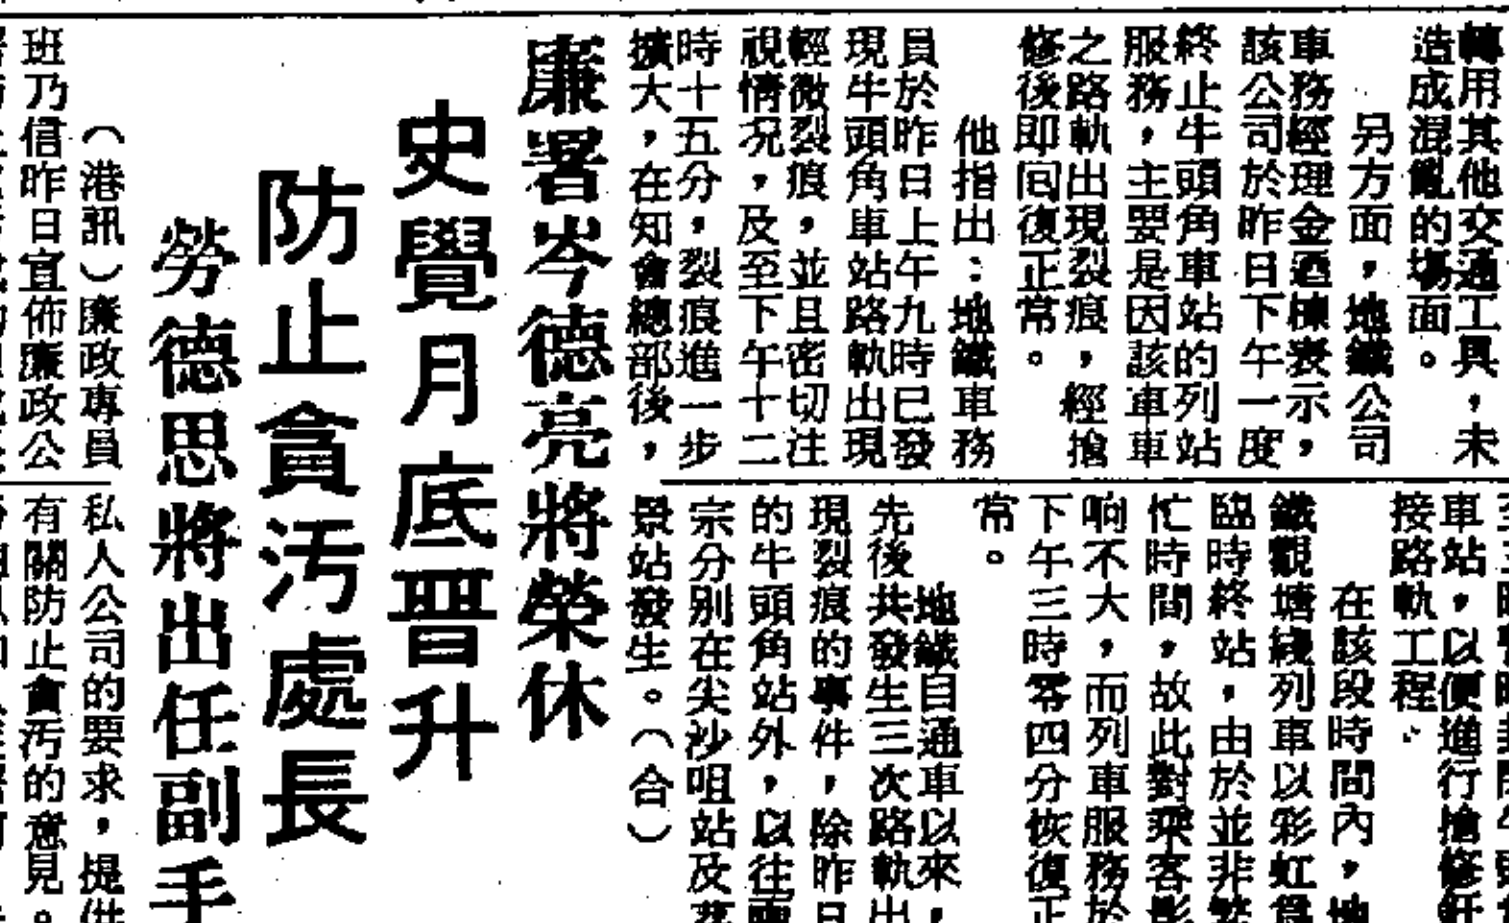 轉用其他交通工具，未
造成混亂的場面。
另方面，地鐵公司
車務經理金酒棟表示，
該公司於昨日下午一度
終止牛頭角車站的列站
服務，主要是因該車車
之路軌出現裂痕，經搶
修後即回復正常。
他指出：地鐵車務
員於昨日上午九時已發
現牛頭角車站路軌出現
輕微裂痕，並且密切注
視情況，及至下午十二
時十五分，裂痕進一步
擴大，在知會總部後，
車站，以便進行搶修
接路軌工程。
在該段時間內，地
鐵觀塘綫列車以彩虹為
臨時終站，由於並非繁
忙時間，故此對乘客影
响不大，而列車服務於
下午三時零四分恢復正
常。
地鐵自通車以來，
先後共發生三次路軌出
現裂痕的事件，除昨日
的牛頭角站外，以往兩
宗分別在尖沙咀站及荔
景站發生。（合）
廉署岑德亮將榮休
史覺月底晋升
防止貪污處長
勞德思將出任副手
（港訊）廉政專員
班乃信昨日宣佈廉政公
私人公司的要求，提供
有關防止貪污的意見。